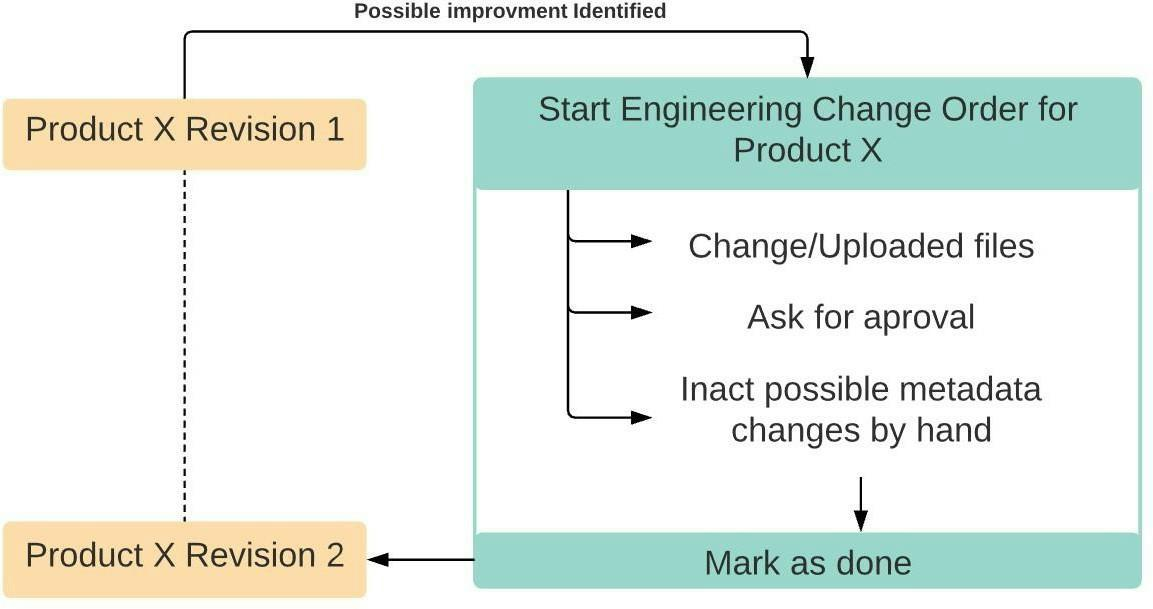 Possible improvment Identified
Product X Revision 1
Start Engineering Change Order for
Product X
Change/Uploaded files
Ask for aproval
Inact possible metadata
changes by hand
Mark as done
Product X Revision 2